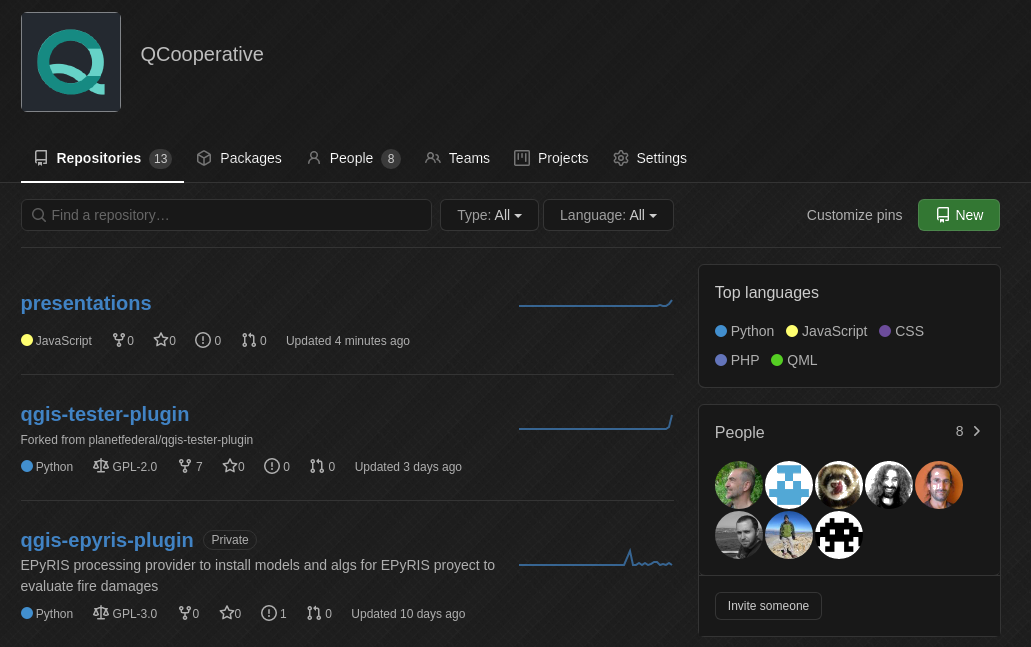 QCooperative
Repositories 13 Packages People 8 Teams Projects Settings
Find a repository… Type: All Language: All Customize pins New
presentations
JavaScript 0 0 0 0 Updated 4 minutes ago
qgis-tester-plugin
Forked from planetfederal/qgis-tester-plugin
Python GPL-2.0 7 0 0 0 Updated 3 days ago
qgis-epyris-plugin Private
EPyRIS processing provider to install models and algs for EPyRIS proyect to
evaluate fire damages
Python GPL-3.0 0 0 1 0 Updated 10 days ago
Top languages
Python JavaScript CSS
PHP QML
People 8
Invite someone